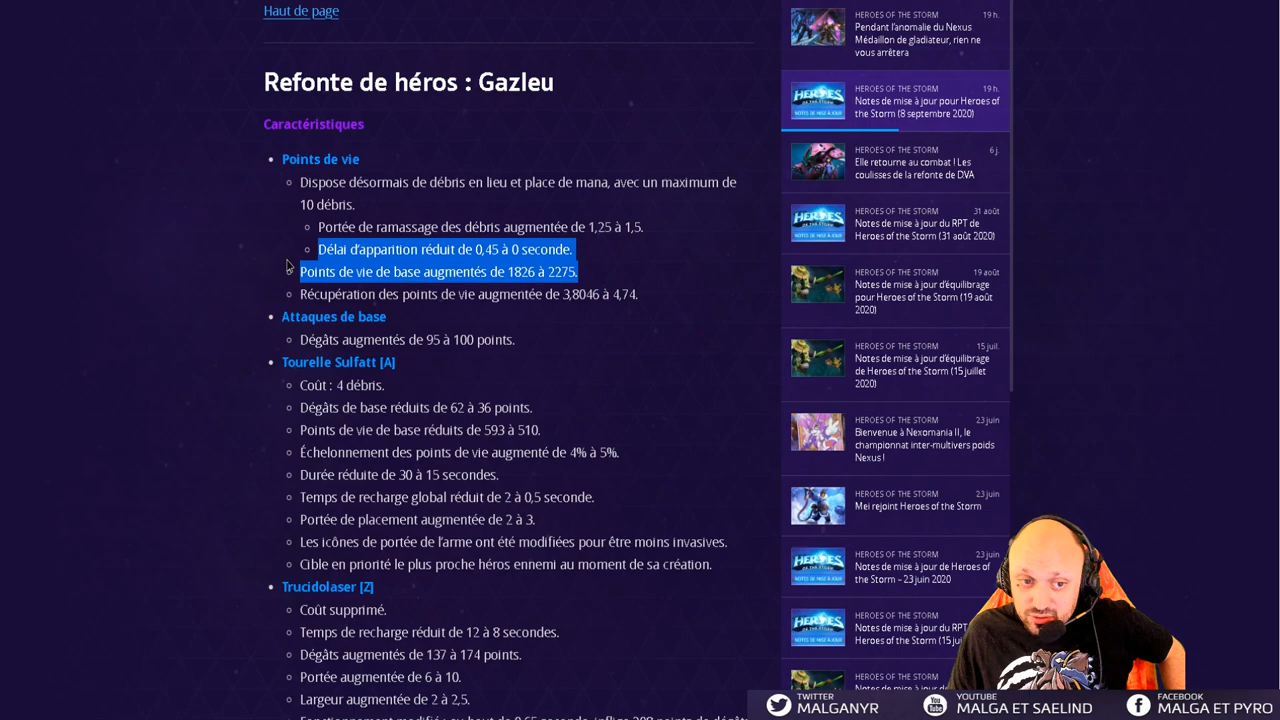 Haut de page
Refonte de héros : Gazleu
Caractéristiques
Points de vie
Dispose désormais de débris en lieu et place de mana, avec un maximum de
10 débris.
Portée de ramassage des débris augmentée de 1,25 à 1,5.
Délai d’apparition réduit de 0,45 à 0 seconde.
Points de vie de base augmentés de 1826 à 2275.
Récupération des points de vie augmentée de 3,8046 à 4,74.
Attaques de base
Dégâts augmentés de 95 à 100 points.
Tourelle Sulfatt [A]
Coût : 4 débris.
Dégâts de base réduits de 62 à 36 points.
Points de vie de base réduits de 593 à 510.
Échelonnement des points de vie augmenté de 4% à 5%.
Durée réduite de 30 à 15 secondes.
Temps de recharge global réduit de 2 à 0,5 seconde.
Portée de placement augmentée de 2 à 3.
Les icônes de portée de l’arme ont été modifiées pour être moins invasives.
Cible en priorité le plus proche héros ennemi au moment de sa création.
Trucidolaser [Z]
Coût supprimé.
Temps de recharge réduit de 12 à 8 secondes.
Dégâts augmentés de 137 à 174 points.
Portée augmentée de 6 à 10.
Largeur augmentée de 2 à 2,5.
HEROES OF THE STORM 19 h.
Pendant l’anomalie du Nexus
Médaillon de gladiateur, rien ne
vous arrêtera
HEROES OF THE STORM 19 h.
Notes de mise à jour pour Heroes of
the Storm (8 septembre 2020)
HEROES OF THE STORM 6 j.
Elle retourne au combat ! Les
coulisses de la refonte de DVA
HEROES OF THE STORM 31 août
Notes de mise à jour du RPT de
Heroes of the Storm (31 août 2020)
HEROES OF THE STORM 19 août
Notes de mise à jour d’équilibrage
pour Heroes of the Storm (19 août
2020)
HEROES OF THE STORM 15 juil.
Notes de mise à jour d’équilibrage
de Heroes of the Storm (15 juillet
2020)
HEROES OF THE STORM 23 juin
Bienvenue à Nexomania II, le
championnat inter-multivers poids
Nexus !
HEROES OF THE STORM 23 juin
Mei rejoint Heroes of the Storm
HEROES OF THE STORM 23 juin
Notes de mise à jour de Heroes of
the Storm – 23 juin 2020
HEROES OF THE STORM
Notes de mise à jour du RPT
Heroes of the Storm (15
HEROES OF THE STORM
TWITTER
MALGANYR
YOUTUBE
MALGA ET SAELIND
FACEBOOK
MALGA ET PYRO